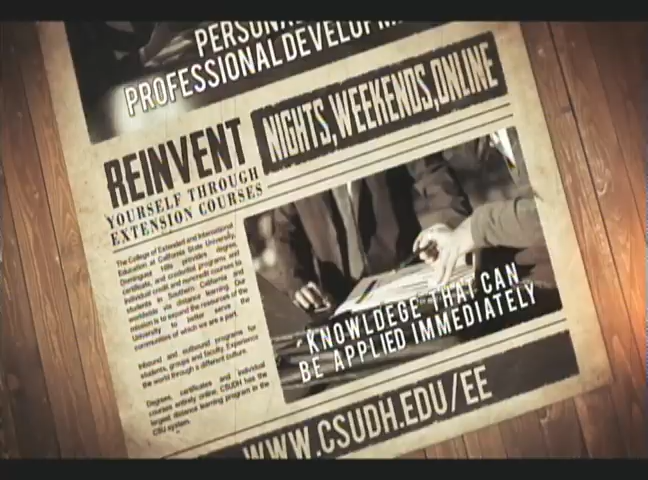 PERSONAL
PROFESSIONAL DEVELOPM
NIGHTS, WEEKENDS, ONLINE
REINVENT
YOURSELF THROUGH
EXTENSION COURSES
The College of Extended and International
Education at California State University,
Dominguez Hills provides degree,
certificate, and credential programs and
individual credit and noncredit courses to
students in Southern California and
worldwide via distance learning. Our
mission is to expand the resources of the
University to better serve the
communities of which we are a part.
Inbound and outbound programs for
students, groups and faculty. Experience
the world through a different culture.
Degrees, certificates and individual
courses entirely online. CSUDH has the
largest distance learning program in the
CSU system.
KNOWLDEGE THAT CAN
BE APPLIED IMMEDIATELY
WWW.CSUDH.EDU/EE